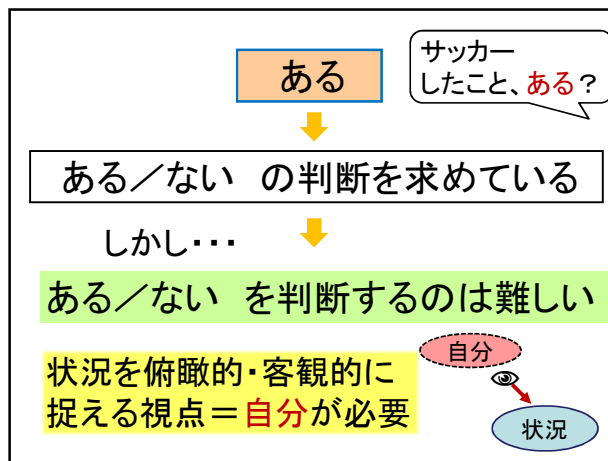 ある
サッカー
したこと、ある？
ある／ない　の判断を求めている
しかし・・・
ある／ない　を判断するのは難しい
状況を俯瞰的・客観的に
捉える視点＝自分が必要
自分
状況